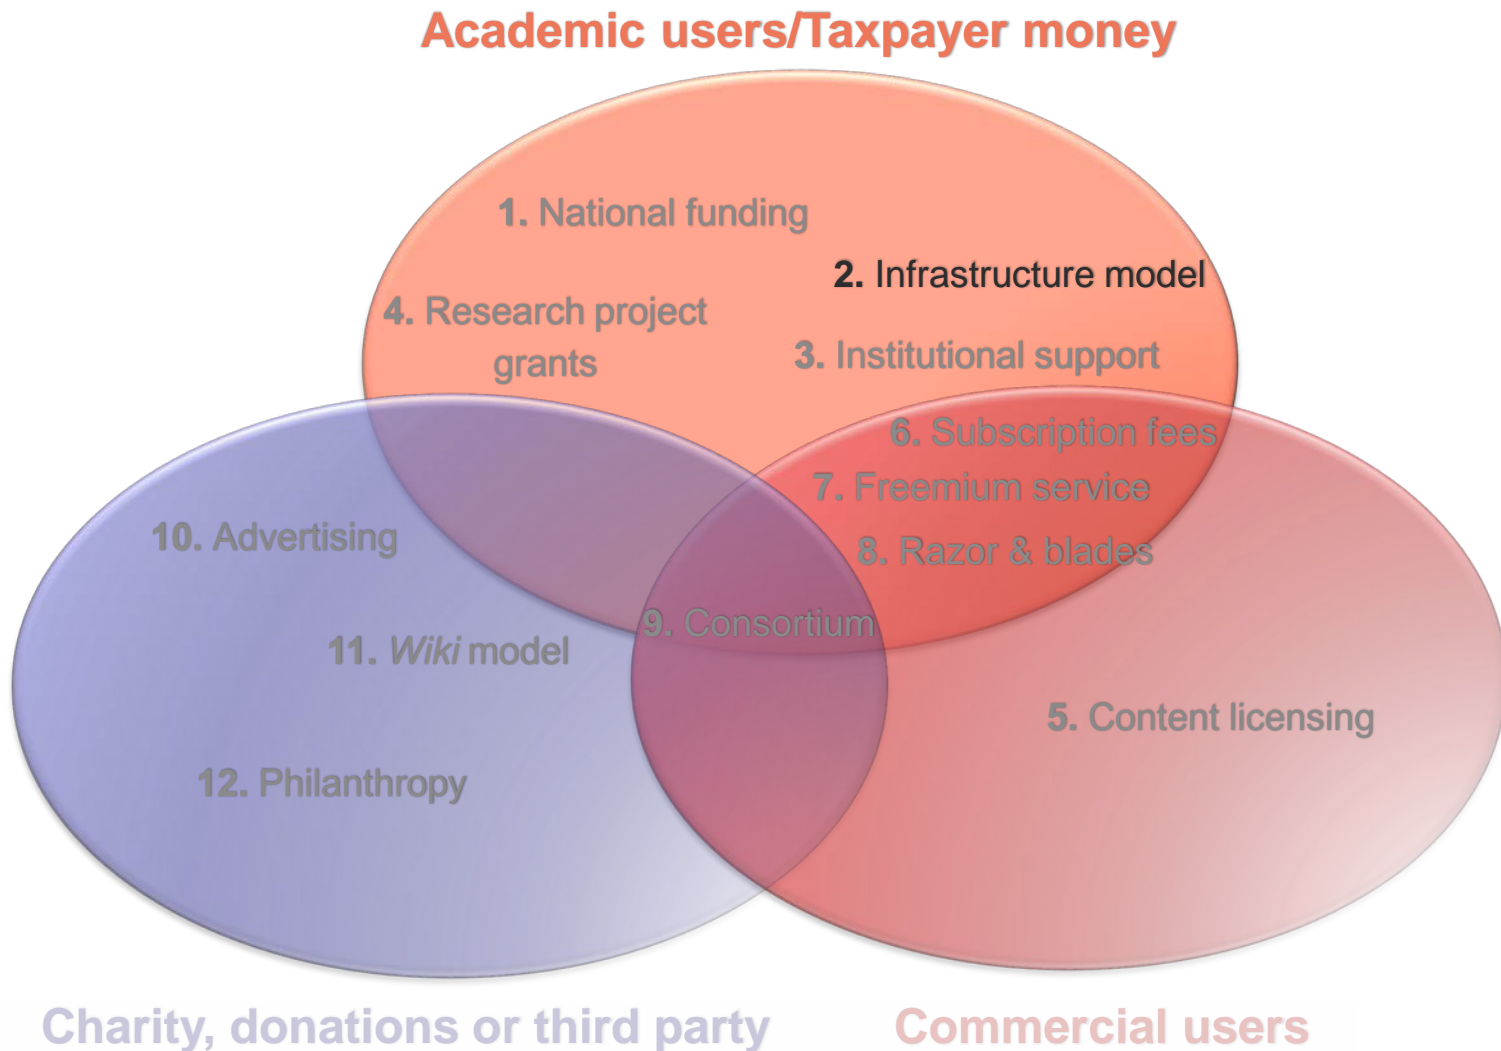 Academic users/Taxpayer money
1. National funding
2. Infrastructure model
4. Research project
grants
3. Institutional support
6. Subscription fees
7. Freemium service
10. Advertising
8. Razor & blades
9. Consortium
11. Wiki model
5. Content licensing
12. Philanthropy
Charity, donations or third party
Commercial users